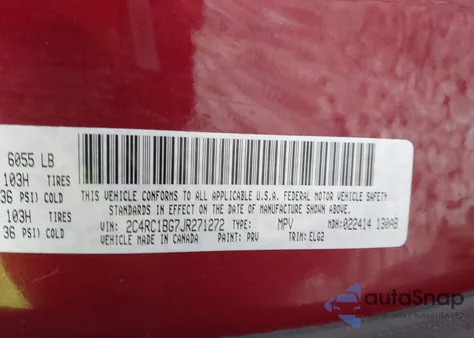 6055 LB
103H TIRES
36 PSI) COLD
103H TIRES
36 PSI) COLD
THIS VEHICLE CONFORMS TO ALL APPLICABLE U.S.A. FEDERAL MOTOR VEHICLE SAFETY
STANDARDS IN EFFECT ON THE DATE OF MANUFACTURE SHOWN ABOVE.
VIN: 2C4RC1BG7JR271272 TYPE: MPV MDH: 022414 130AB
VEHICLE MADE IN CANADA PAINT: PRV TRIM: ELG2
autoSnap